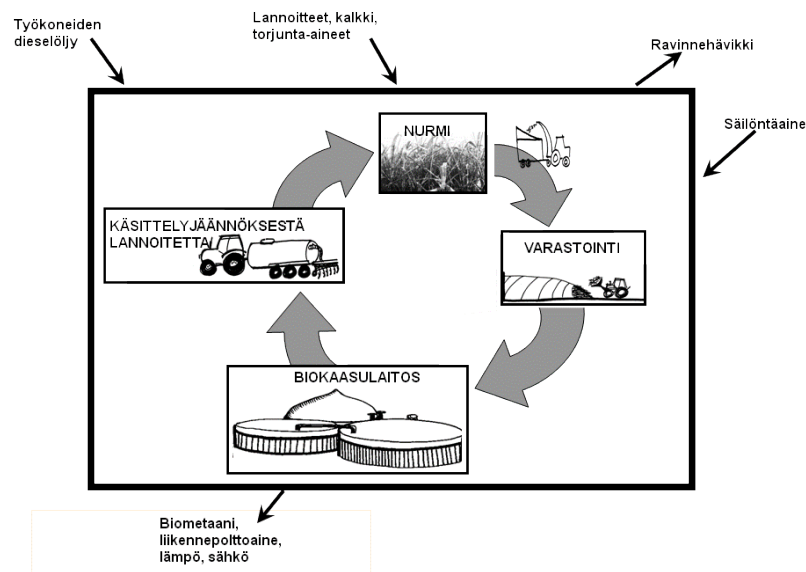 Työkoneiden
dieselöljy
Lannoitteet, kalkki,
torjunta-aineet
Ravinnehävikki
Säilöntäaine
NURMI
KÄSITTELYJÄÄNNÖKSESTÄ
LANNOITETTA
VARASTOINTI
BIOKAASULAITOS
Biometaani,
liikennepolttoaine,
lämpö, sähkö